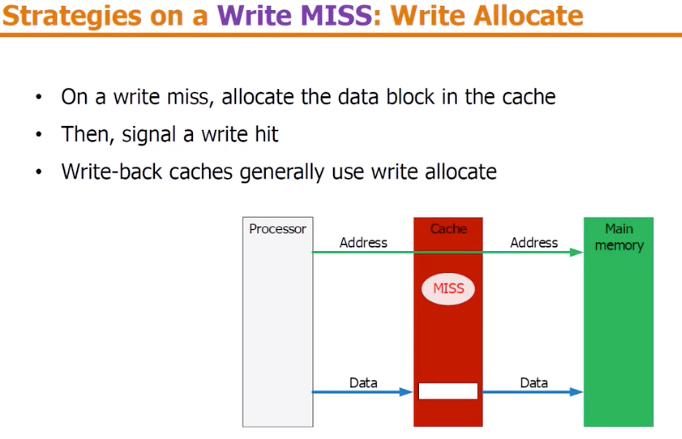 Strategies on a Write MISS: Write Allocate
• On a write miss, allocate the data block in the cache
• Then, signal a write hit
• Write-back caches generally use write allocate
Processor
Cache
Main
memory
Address
Address
MISS
Data
Data